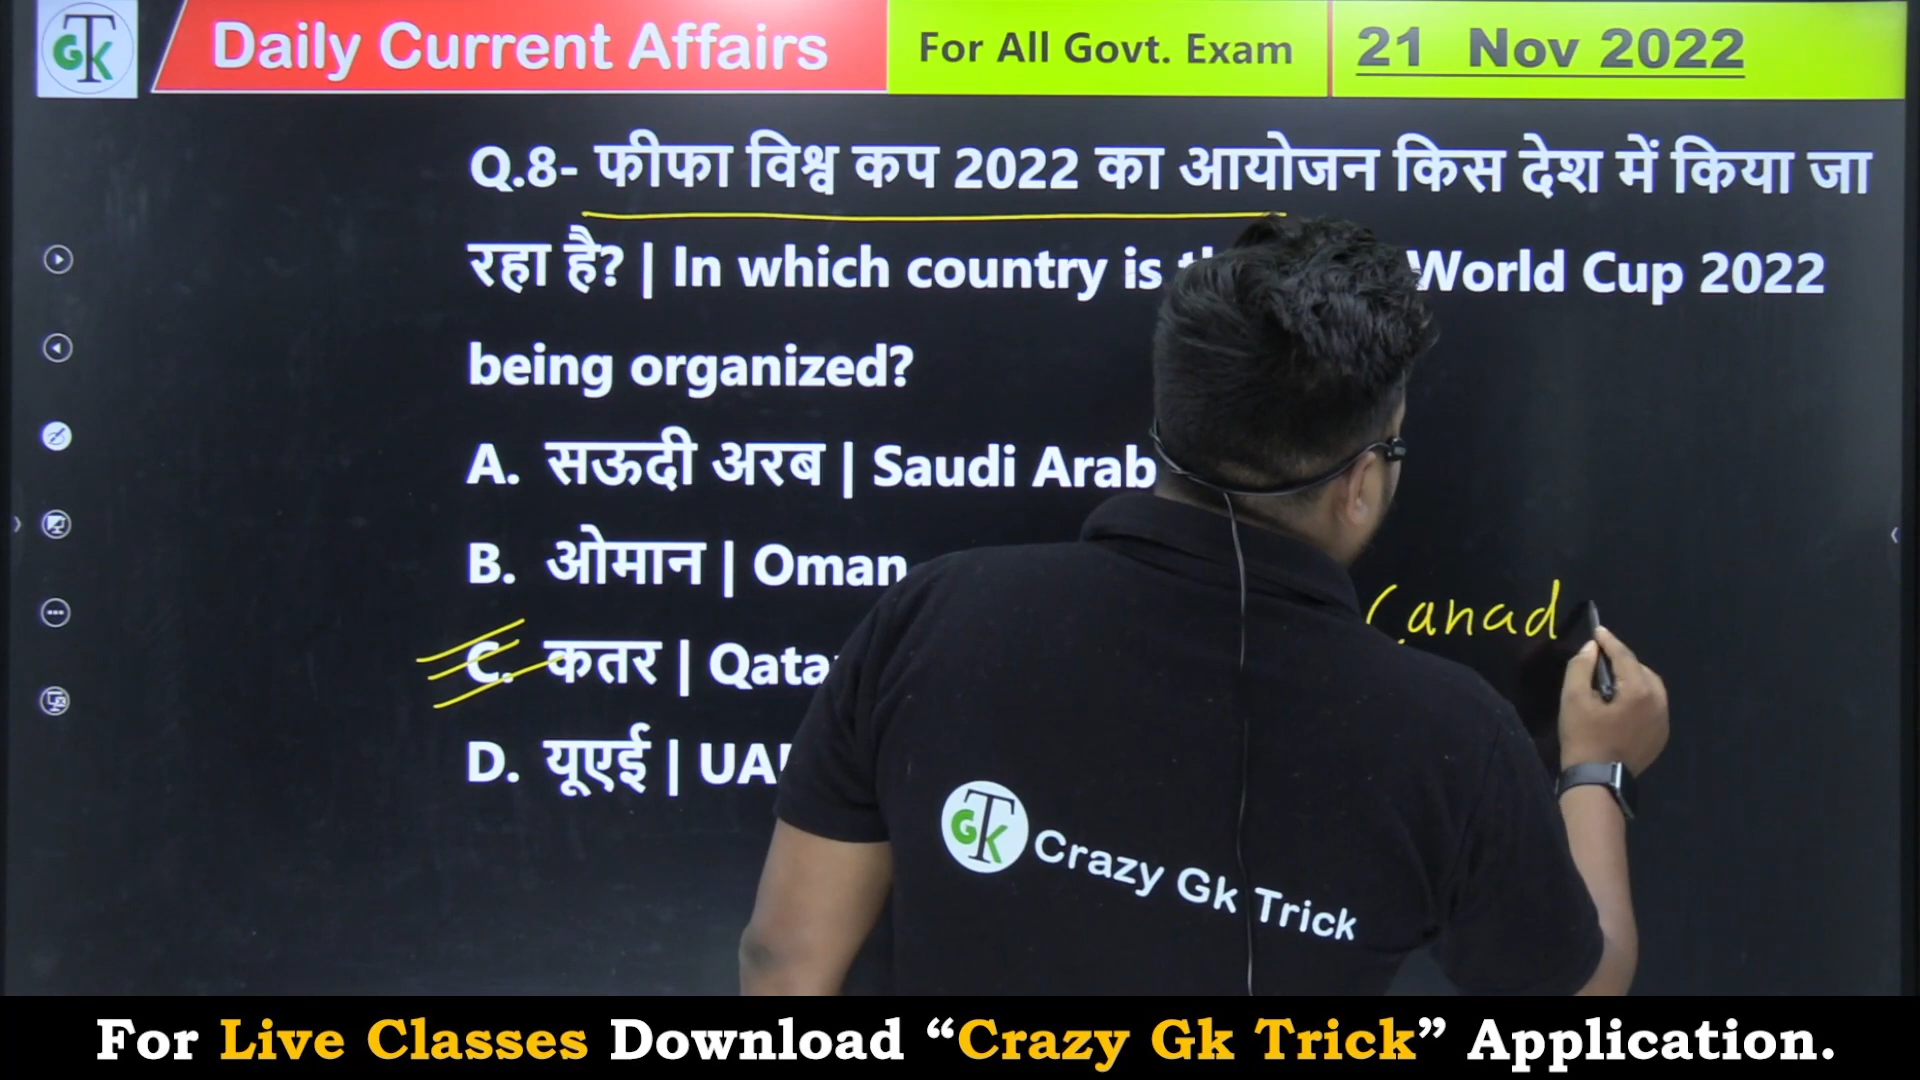 TGK
Daily Current Affairs
For All Govt. Exam
21 Nov 2022
Q.8- फीफा विश्व कप 2022 का आयोजन किस देश में किया जा
रहा है? | In which country is World Cup 2022
being organized?
A. सऊदी अरब | Saudi Arab
B. ओमान | Oman
C. कतर | Qata
D. यूएई | UA
Canad
TGK Crazy Gk Trick
For Live Classes Download “Crazy Gk Trick” Application.